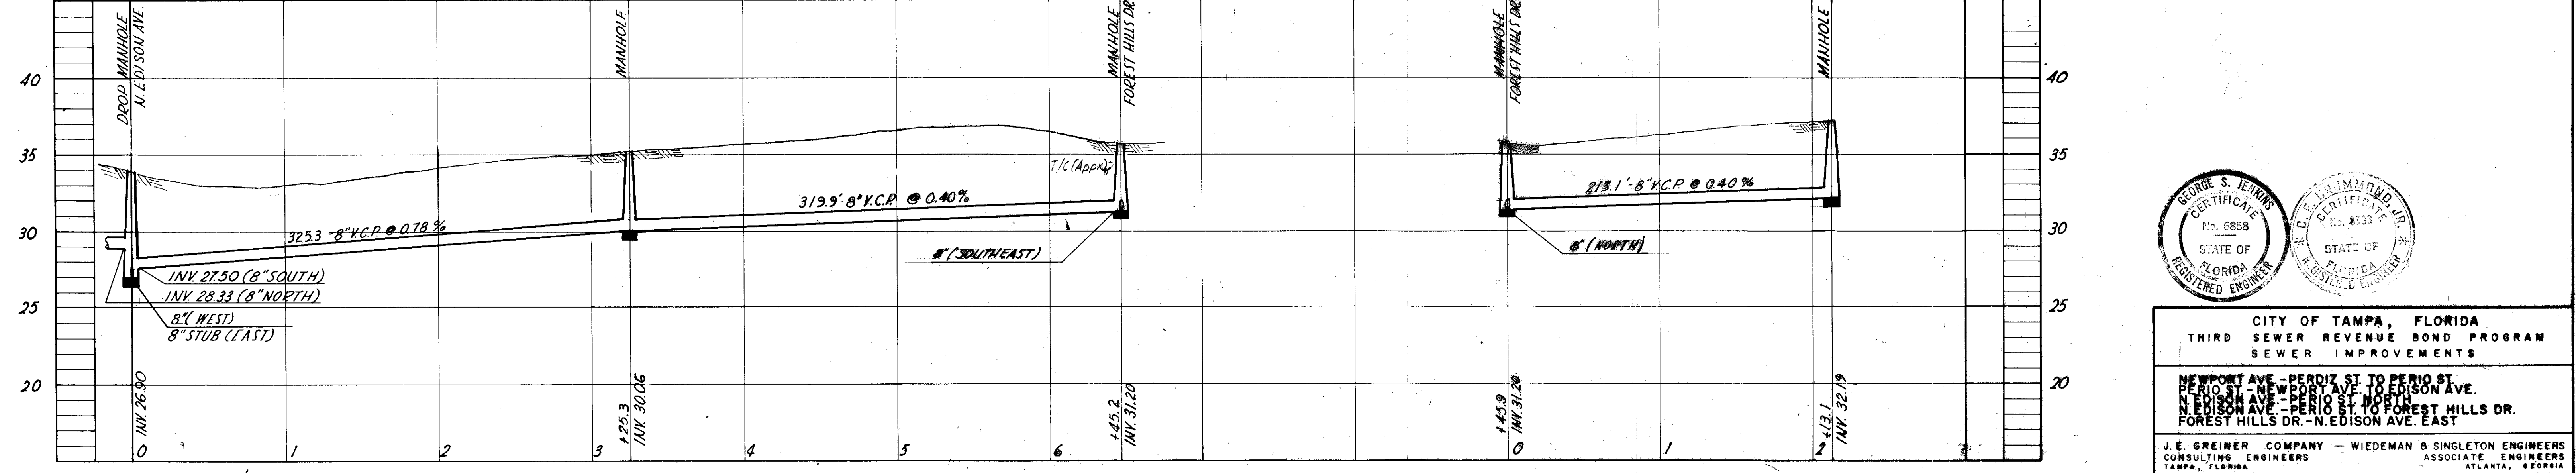 DROP MANHOLE
N. EDISON AVE.
MANHOLE
MANHOLE
FOREST HILLS DR.
MANHOLE
FOREST HILLS DR.
MANHOLE
40
40
35
35
30
30
25
25
20
20
T/C (Appx)
325.3 - 8" V.C.P. @ 0.78 %
319.9' - 8" V.C.P. @ 0.40%
213.1' - 8" V.C.P. @ 0.40 %
INV. 27.50 (8" SOUTH)
INV. 28.33 (8" NORTH)
8" (WEST)
8" STUB (EAST)
8" (SOUTHEAST)
8" (NORTH)
INV. 26.90
+25.3
INV. 30.06
+45.2
INV. 31.20
+45.9
INV. 31.20
+13.1
INV. 32.19
0
1
2
3
4
5
6
0
1
2
GEORGE S. JENKINS
CERTIFICATE
No. 6868
STATE OF
FLORIDA
REGISTERED ENGINEER
DRUMMOND, JR.
CERTIFICATE
STATE OF
FLORIDA
REGISTERED ENGINEER
CITY OF TAMPA, FLORIDA
THIRD SEWER REVENUE BOND PROGRAM
SEWER IMPROVEMENTS
NEWPORT AVE. - PERDIZ ST. TO PERIO ST.
PERIO ST. - NEWPORT AVE. TO EDISON AVE.
N. EDISON AVE. - PERIO ST. NORTH
N. EDISON AVE. - PERIO ST. TO FOREST HILLS DR.
FOREST HILLS DR. - N. EDISON AVE. EAST
J. E. GREINER COMPANY — WIEDEMAN & SINGLETON ENGINEERS
CONSULTING ENGINEERS ASSOCIATE ENGINEERS
TAMPA, FLORIDA ATLANTA, GEORGIA